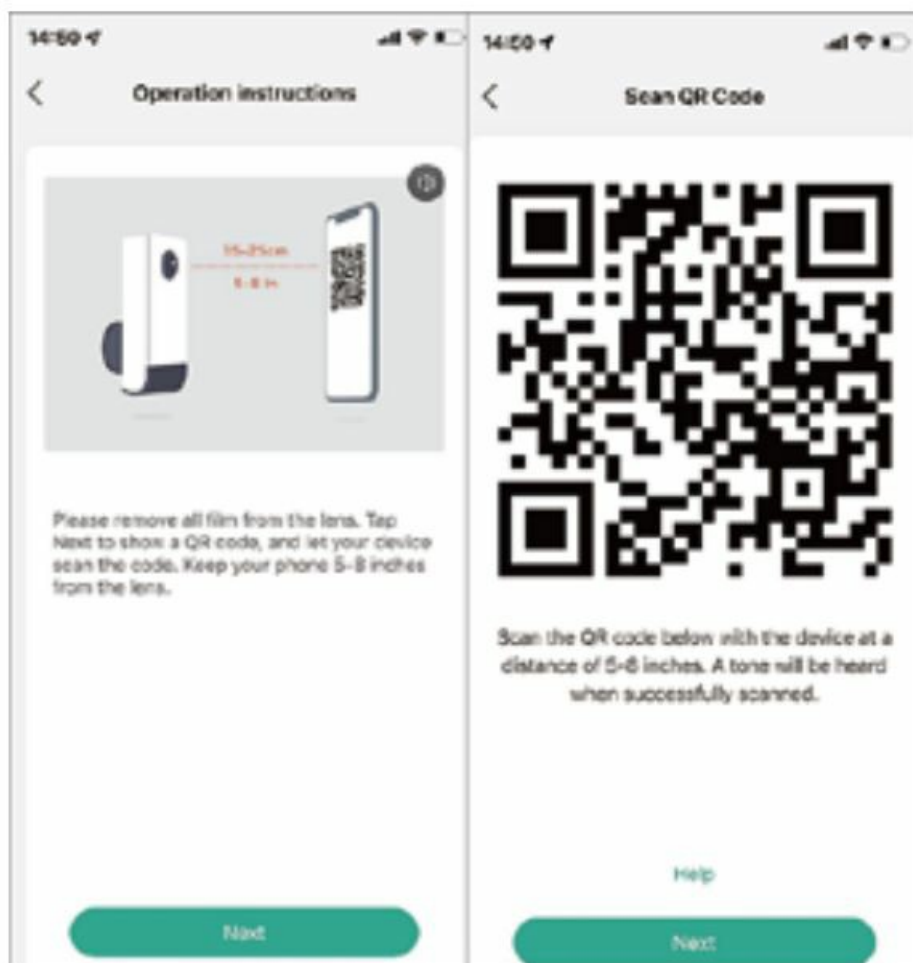 14:50
Operation instructions
15-25cm
5-8 in
Please remove all film from the lens. Tap
Next to show a QR code, and let your device
scan the code. Keep your phone 5-8 inches
from the lens.
Next
14:50
Scan QR Code
Scan the QR code below with the device at a
distance of 5-8 inches. A tone will be heard
when successfully scanned.
Help
Next